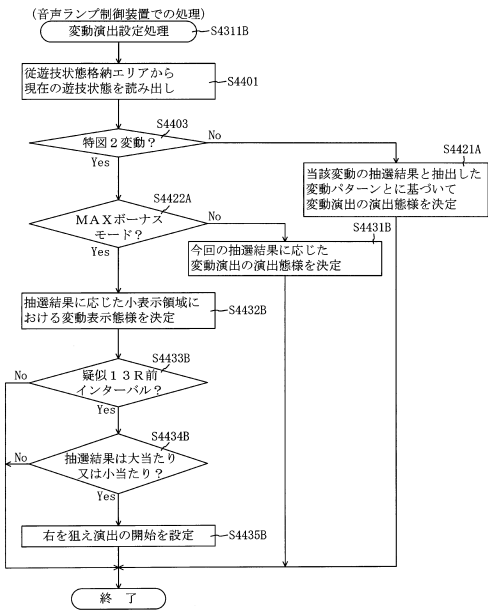 (音声ランプ制御装置での処理)
変動演出設定処理
S4311B
従遊技状態格納エリアから
現在の遊技状態を読み出し
S4401
S4403
特図2変動?
No
Yes
S4421A
当該変動の抽選結果と抽出した
変動パターンとに基づいて
変動演出の演出態様を決定
S4422A
MAXボーナス
モード?
No
Yes
S4431B
今回の抽選結果に応じた
変動演出の演出態様を決定
抽選結果に応じた小表示領域に
おける変動表示態様を決定
S4432B
S4433B
疑似13R前
インターバル?
No
Yes
S4434B
抽選結果は大当たり
又は小当たり?
No
Yes
右を狙え演出の開始を設定
S4435B
終了